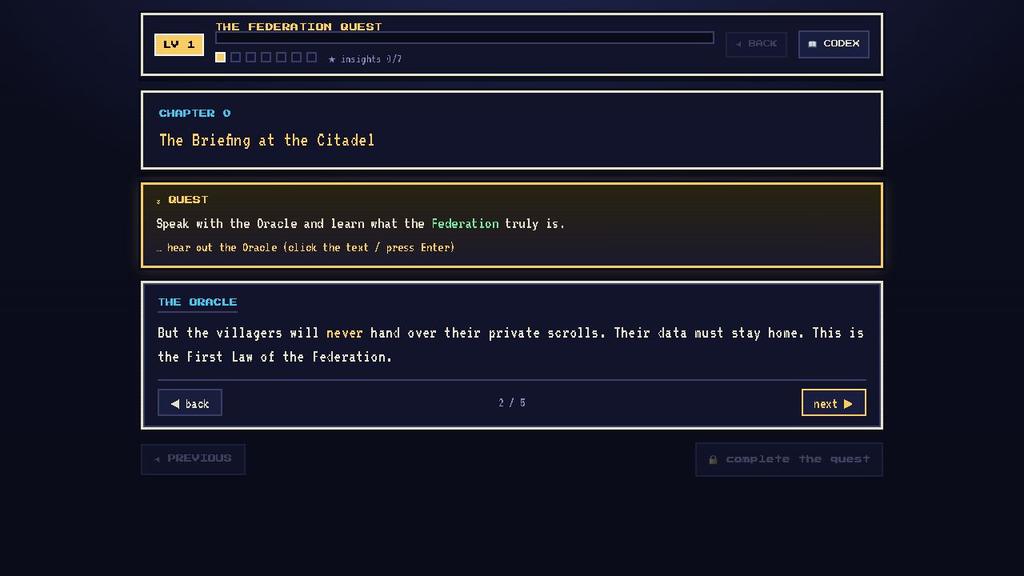 LV 1
THE FEDERATION QUEST
★ insights 0/7
◂ BACK
CODEX
CHAPTER 0
The Briefing at the Citadel
QUEST
Speak with the Oracle and learn what the Federation truly is.
… hear out the Oracle (click the text / press Enter)
THE ORACLE
But the villagers will never hand over their private scrolls. Their data must stay home. This is
the First Law of the Federation.
◀ back
2 / 5
next ▶
◂ PREVIOUS
complete the quest